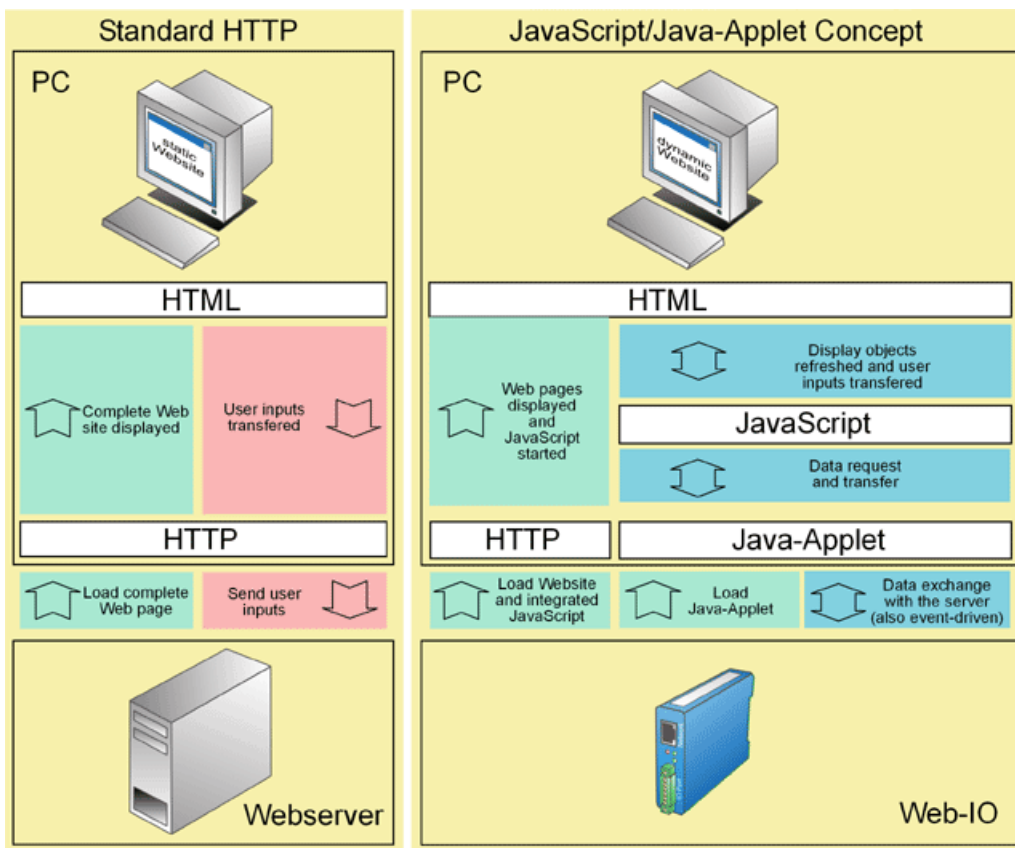 Standard HTTP
PC
static
Website
HTML
Complete Web
site displayed
User inputs
transfered
HTTP
Load complete
Web page
Send user
inputs
Webserver
JavaScript/Java-Applet Concept
PC
dynamic
Website
HTML
Web pages
displayed
and
JavaScript
started
Display objects
refreshed and user
inputs transfered
JavaScript
Data request
and transfer
HTTP
Java-Applet
Load Website
and integrated
JavaScript
Load
Java-Applet
Data exchange
with the server
(also event-driven)
Web-IO